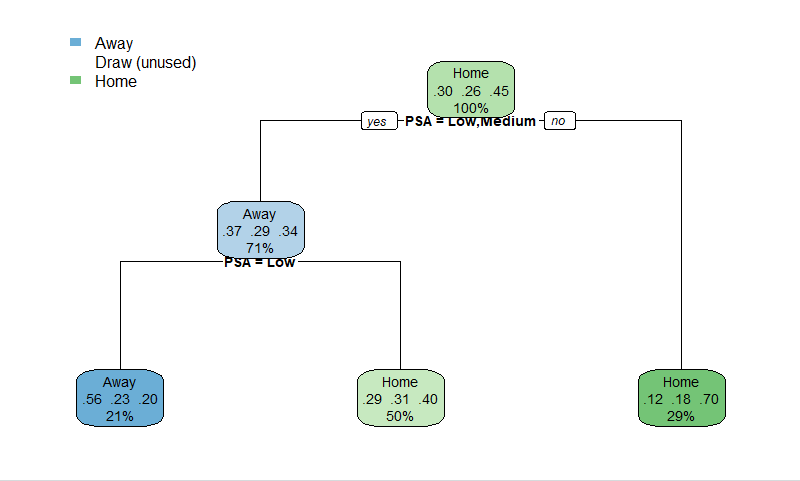 Away
Draw (unused)
Home
Home
.30 .26 .45
100%
yes PSA = Low,Medium no
Away
.37 .29 .34
71%
PSA = Low
Away
.56 .23 .20
21%
Home
.29 .31 .40
50%
Home
.12 .18 .70
29%